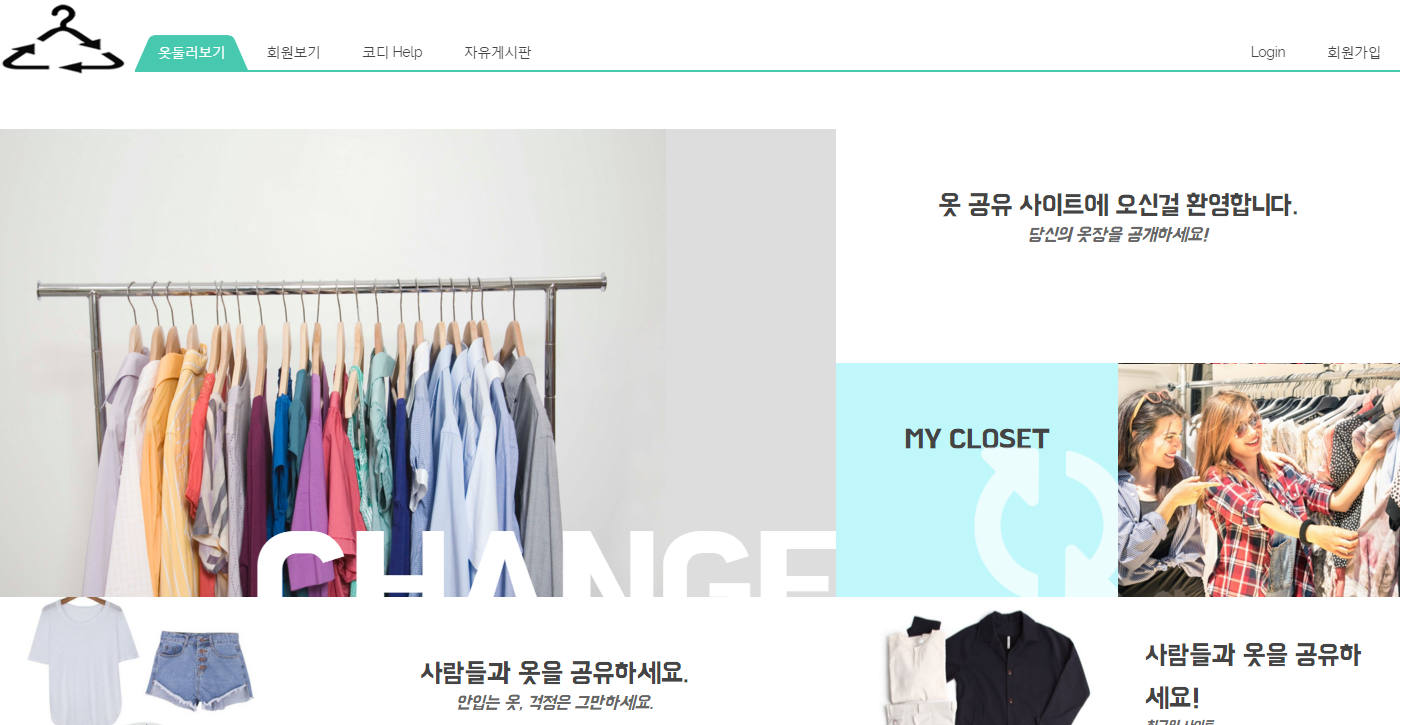 옷둘러보기
회원보기
코디 Help
자유게시판
Login
회원가입
옷 공유 사이트에 오신걸 환영합니다.
당신의 옷장을 공개하세요!
MY CLOSET
CHANGE
사람들과 옷을 공유하세요.
안입는 옷, 걱정은 그만하세요.
사람들과 옷을 공유하
세요!